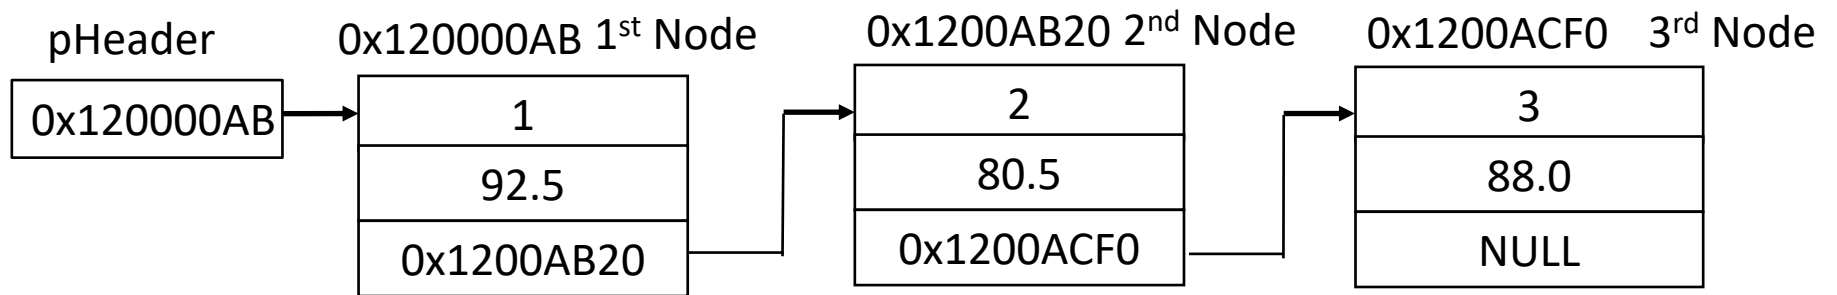 pHeader
0x120000AB
0x120000AB 1st Node
1
92.5
0x1200AB20
0x1200AB20 2nd Node
2
80.5
0x1200ACF0
0x1200ACF0 3rd Node
3
88.0
NULL